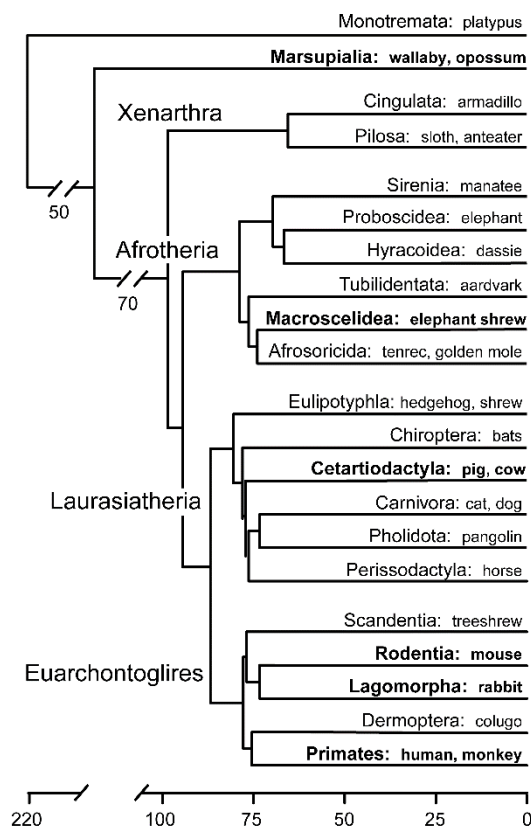 Monotremata: platypus
Marsupialia: wallaby, opossum
Xenarthra
Cingulata: armadillo
Pilosa: sloth, anteater
50
Sirenia: manatee
Proboscidea: elephant
Afrotheria
Hyracoidea: dassie
70
Tubilidentata: aardvark
Macroscelidea: elephant shrew
Afrosoricida: tenrec, golden mole
Eulipotyphla: hedgehog, shrew
Chiroptera: bats
Cetartiodactyla: pig, cow
Laurasiatheria
Carnivora: cat, dog
Pholidota: pangolin
Perissodactyla: horse
Scandentia: treeshrew
Rodentia: mouse
Euarchontoglires
Lagomorpha: rabbit
Dermoptera: colugo
Primates: human, monkey
220 100 75 50 25 0